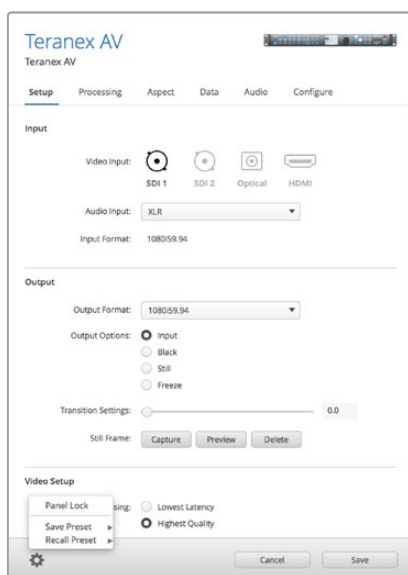 Teranex AV
Teranex AV
Setup Processing Aspect Data Audio Configure
Input
Video Input:
SDI 1 SDI 2 Optical HDMI
Audio Input: XLR
Input Format: 1080i59.94
Output
Output Format: 1080i59.94
Output Options: Input
Black
Still
Freeze
Transition Settings: 0.0
Still Frame: Capture Preview Delete
Video Setup
sing: Lowest Latency
Highest Quality
Panel Lock
Save Preset
Recall Preset
Cancel Save